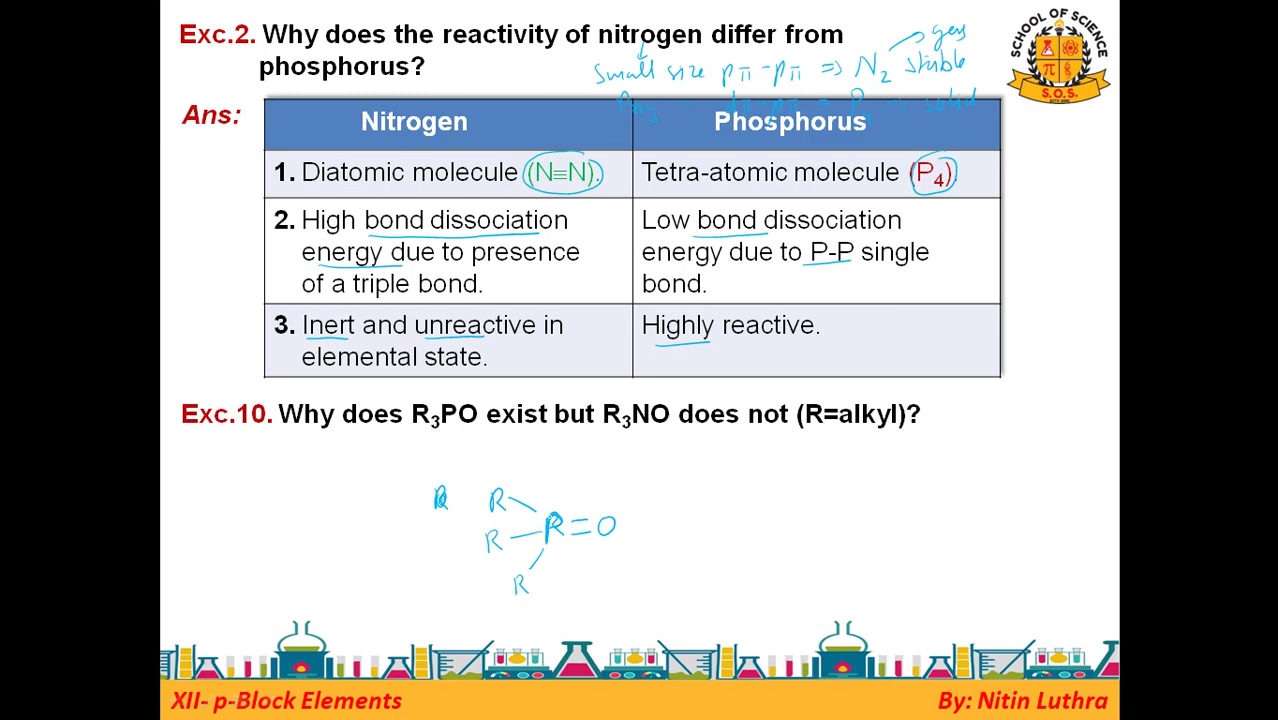 Exc.2. Why does the reactivity of nitrogen differ from
phosphorus?
gas
Small size pπ-pπ ⇒ N2 stable
dπ-pπ = P4 ⇒ solid
SCHOOL OF SCIENCE
S.O.S.
Ans:
Nitrogen Phosphorus
1. Diatomic molecule (N≡N). Tetra-atomic molecule (P4).
2. High bond dissociation Low bond dissociation
energy due to presence energy due to P-P single
of a triple bond. bond.
3. Inert and unreactive in Highly reactive.
elemental state.
Exc.10. Why does R3PO exist but R3NO does not (R=alkyl)?
R R
R P=O
R
XII- p-Block Elements By: Nitin Luthra